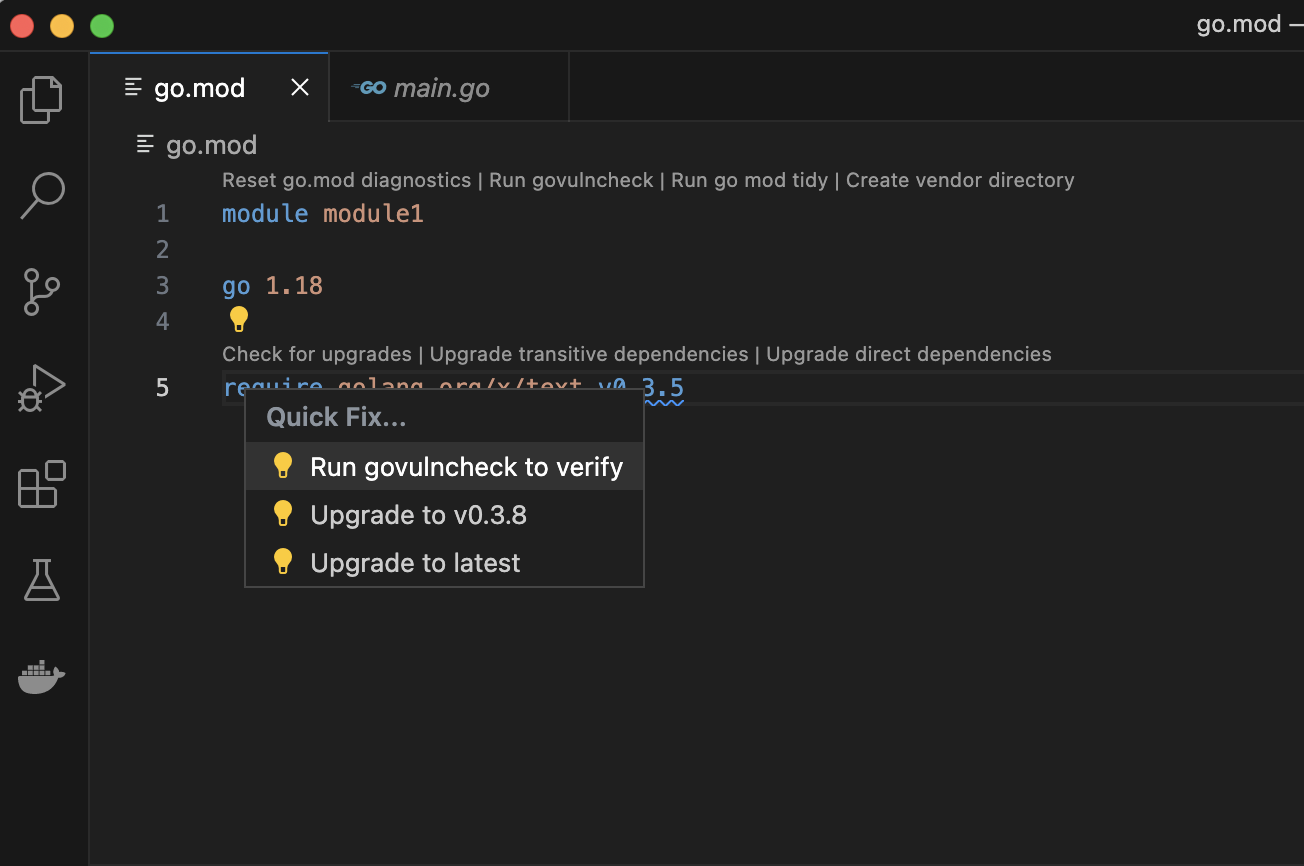 go.mod —
go.mod
GO main.go
go.mod
Reset go.mod diagnostics | Run govulncheck | Run go mod tidy | Create vendor directory
1 module module1
2
3 go 1.18
4
Check for upgrades | Upgrade transitive dependencies | Upgrade direct dependencies
5 require golang.org/x/text v0.3.5
Quick Fix...
Run govulncheck to verify
Upgrade to v0.3.8
Upgrade to latest